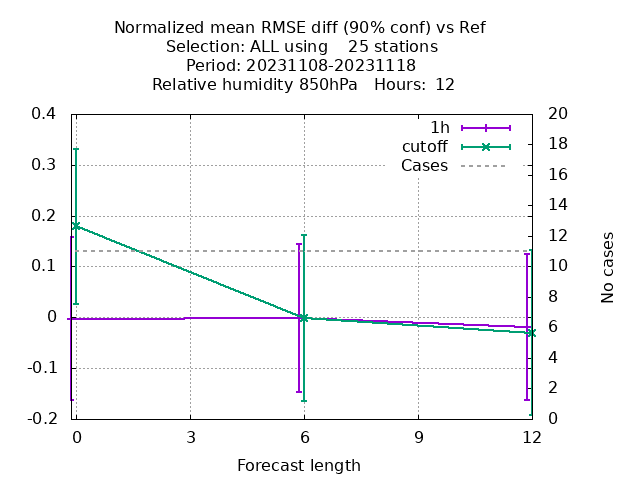 Normalized mean RMSE diff (90% conf) vs Ref
Selection: ALL using    25 stations
Period: 20231108-20231118
Relative humidity 850hPa   Hours:  12
0.4
0.3
0.2
0.1
0
-0.1
-0.2
20
18
16
14
12
10
8
6
4
2
0
1h
cutoff
Cases
No cases
0
3
6
9
12
Forecast length